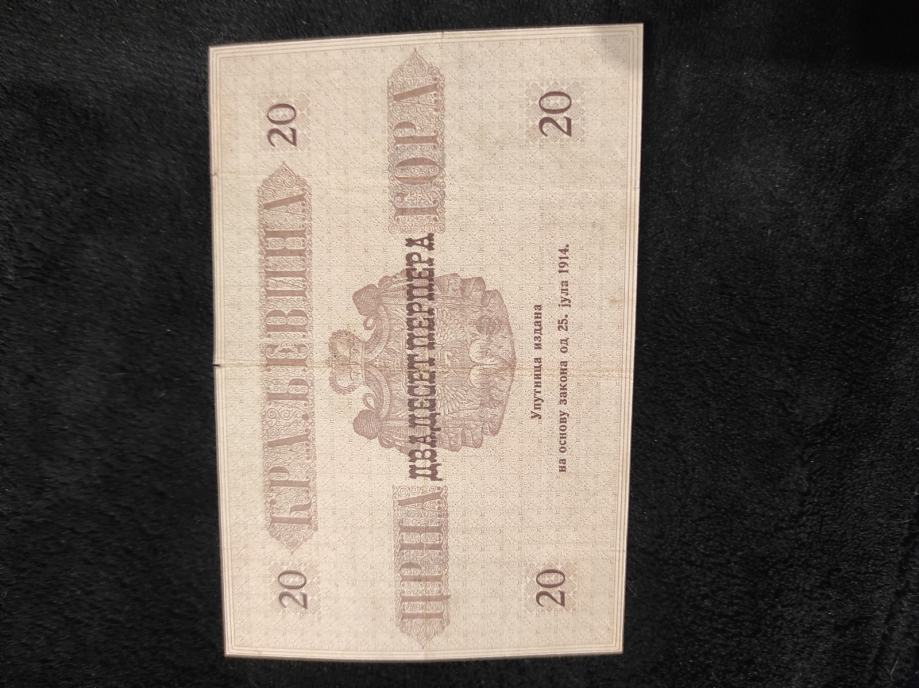 20 КРАЉЕВИНА 20
ЦРНА ГОРА
ДВАДЕСЕТ ПЕРПЕРА
Упутница издана
на основу закона од 25. јула 1914.
20 20